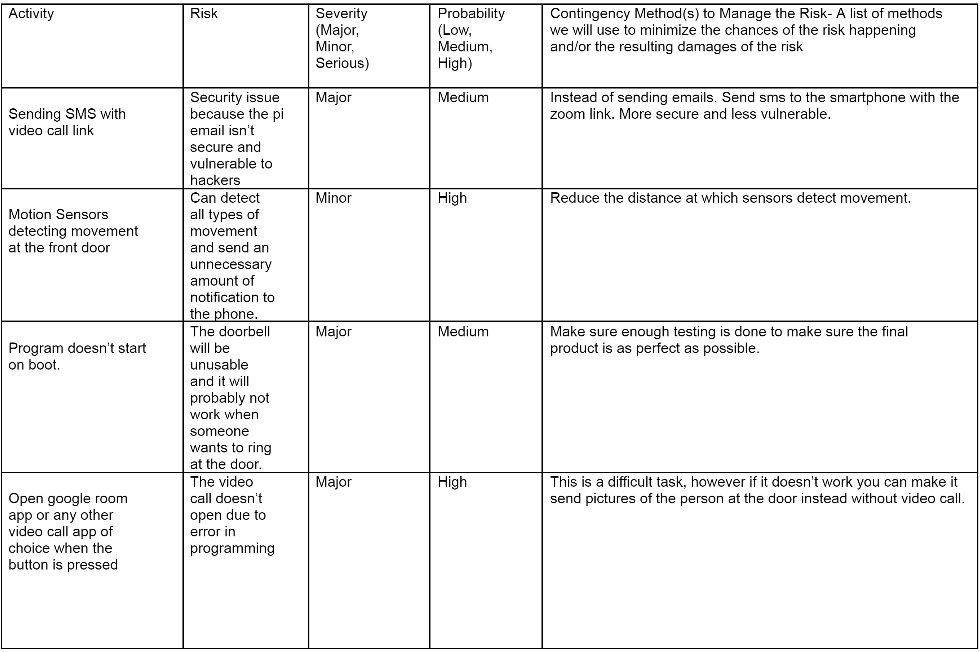 Activity
Risk
Severity
(Major,
Minor,
Serious)
Probability
(Low,
Medium,
High)
Contingency Method(s) to Manage the Risk- A list of methods
we will use to minimize the chances of the risk happening
and/or the resulting damages of the risk
Sending SMS with
video call link
Security issue
because the pi
email isn't
secure and
vulnerable to
hackers
Major
Medium
Instead of sending emails. Send sms to the smartphone with the
zoom link. More secure and less vulnerable.
Motion Sensors
detecting movement
at the front door
Can detect
all types of
movement
and send an
unnecessary
amount of
notification to
the phone.
Minor
High
Reduce the distance at which sensors detect movement.
Program doesn't start
on boot.
The doorbell
will be
unusable
and it will
probably not
work when
someone
wants to ring
at the door.
Major
Medium
Make sure enough testing is done to make sure the final
product is as perfect as possible.
Open google room
app or any other
video call app of
choice when the
button is pressed
The video
call doesn't
open due to
error in
programming
Major
High
This is a difficult task, however if it doesn't work you can make it
send pictures of the person at the door instead without video call.